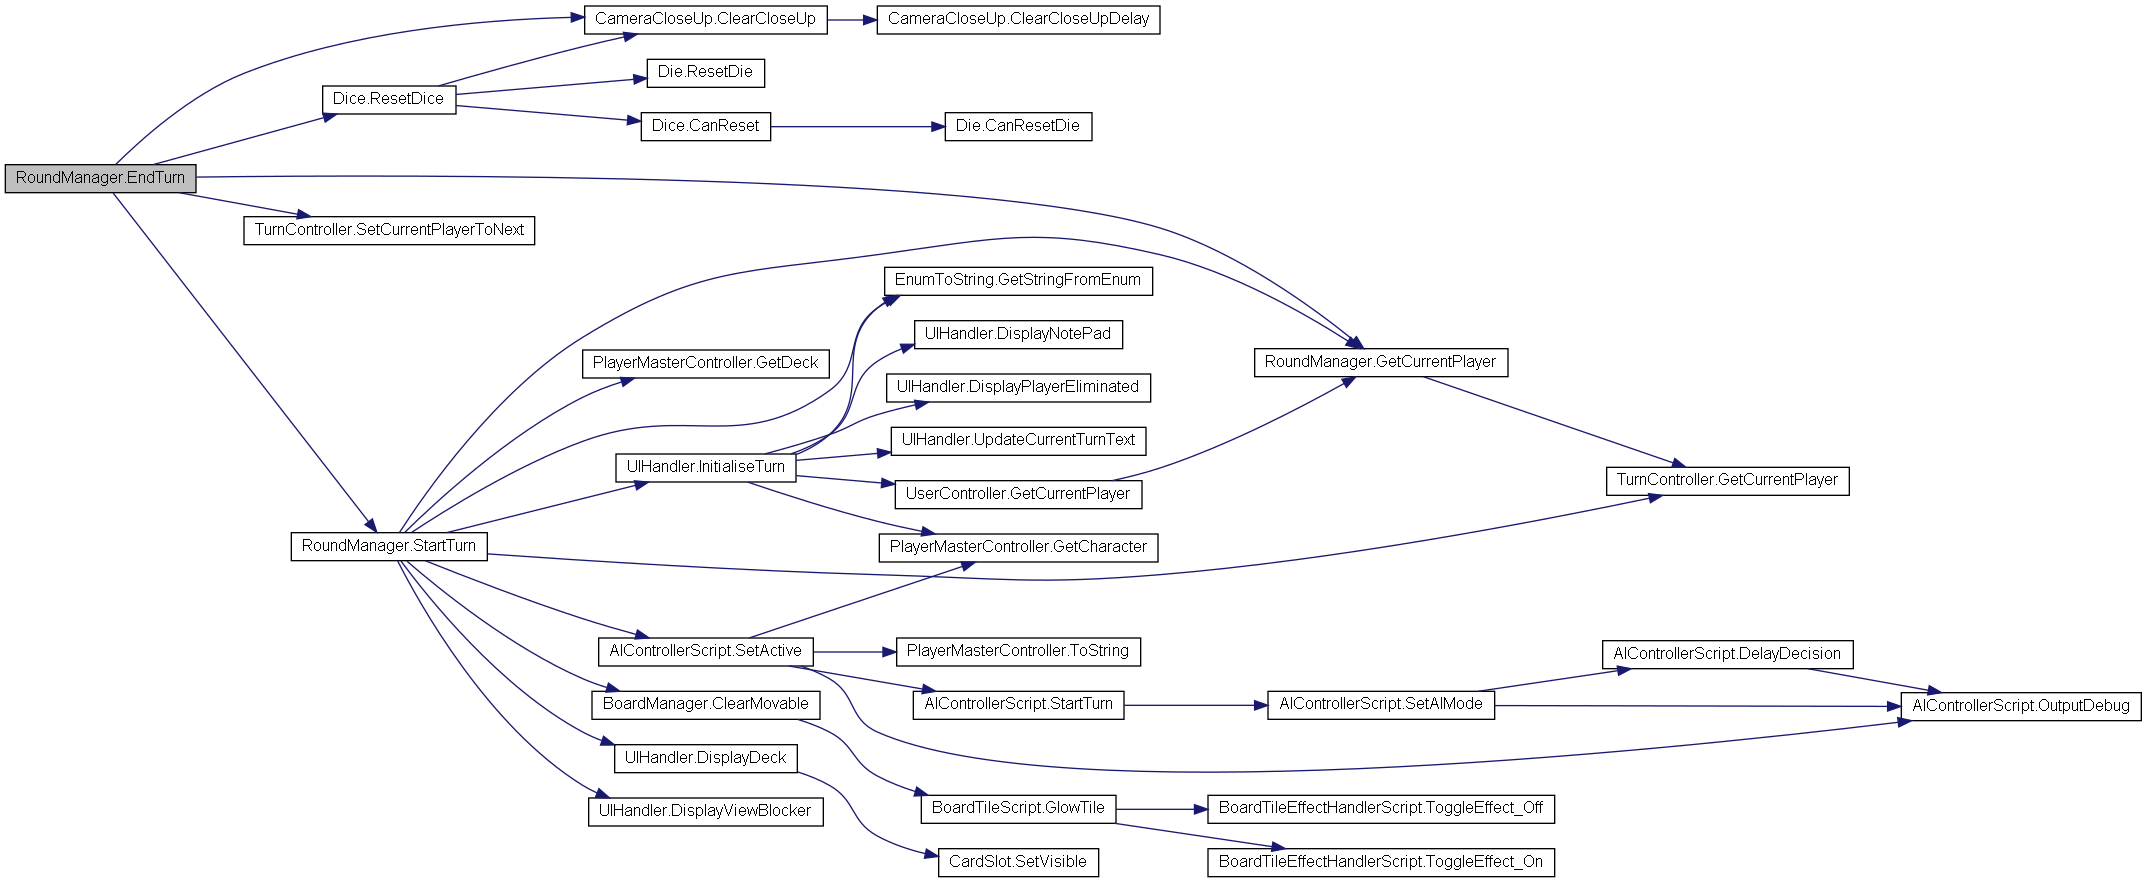 CameraCloseUp.ClearCloseUp
CameraCloseUp.ClearCloseUpDelay
Die.ResetDie
Dice.ResetDice
Dice.CanReset
Die.CanResetDie
RoundManager.EndTurn
TurnController.SetCurrentPlayerToNext
EnumToString.GetStringFromEnum
UIHandler.DisplayNotePad
PlayerMasterController.GetDeck
RoundManager.GetCurrentPlayer
UIHandler.DisplayPlayerEliminated
UIHandler.UpdateCurrentTurnText
UIHandler.InitialiseTurn
TurnController.GetCurrentPlayer
UserController.GetCurrentPlayer
RoundManager.StartTurn
PlayerMasterController.GetCharacter
AIControllerScript.SetActive
PlayerMasterController.ToString
AIControllerScript.DelayDecision
BoardManager.ClearMovable
AIControllerScript.StartTurn
AIControllerScript.SetAIMode
AIControllerScript.OutputDebug
UIHandler.DisplayDeck
UIHandler.DisplayViewBlocker
BoardTileScript.GlowTile
BoardTileEffectHandlerScript.ToggleEffect_Off
CardSlot.SetVisible
BoardTileEffectHandlerScript.ToggleEffect_On